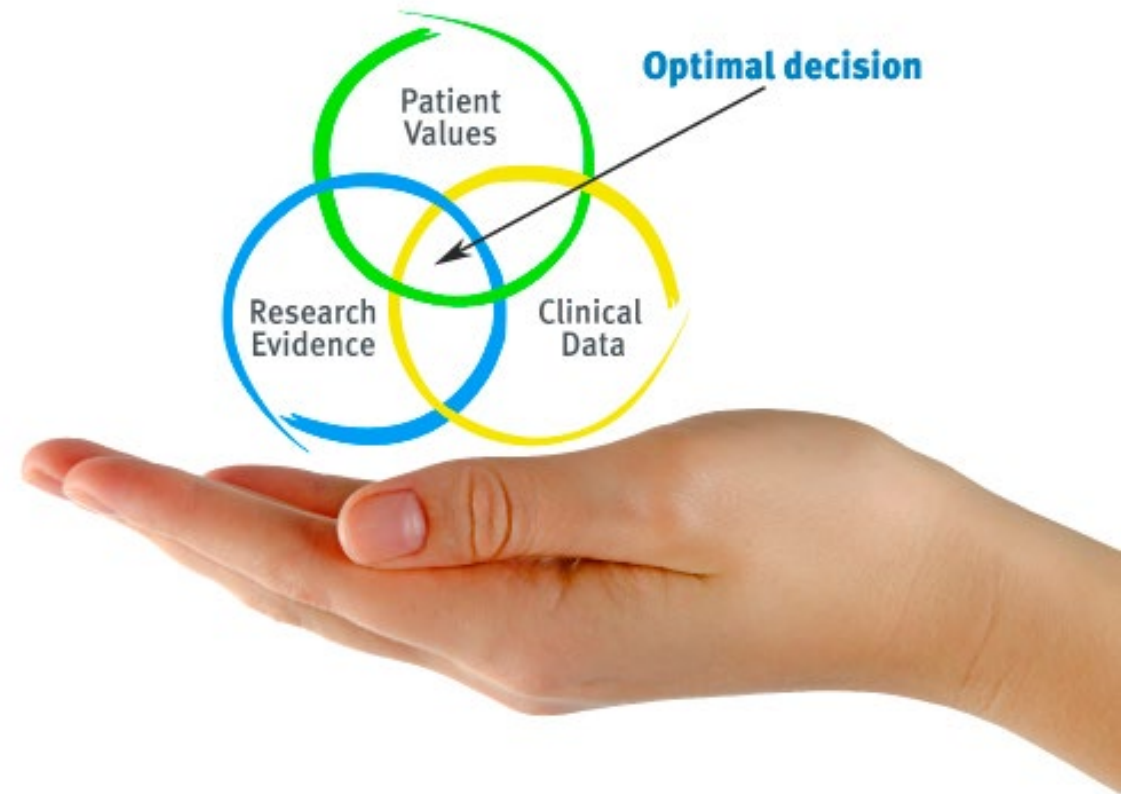 Optimal decision
Patient
Values
Research
Evidence
Clinical
Data